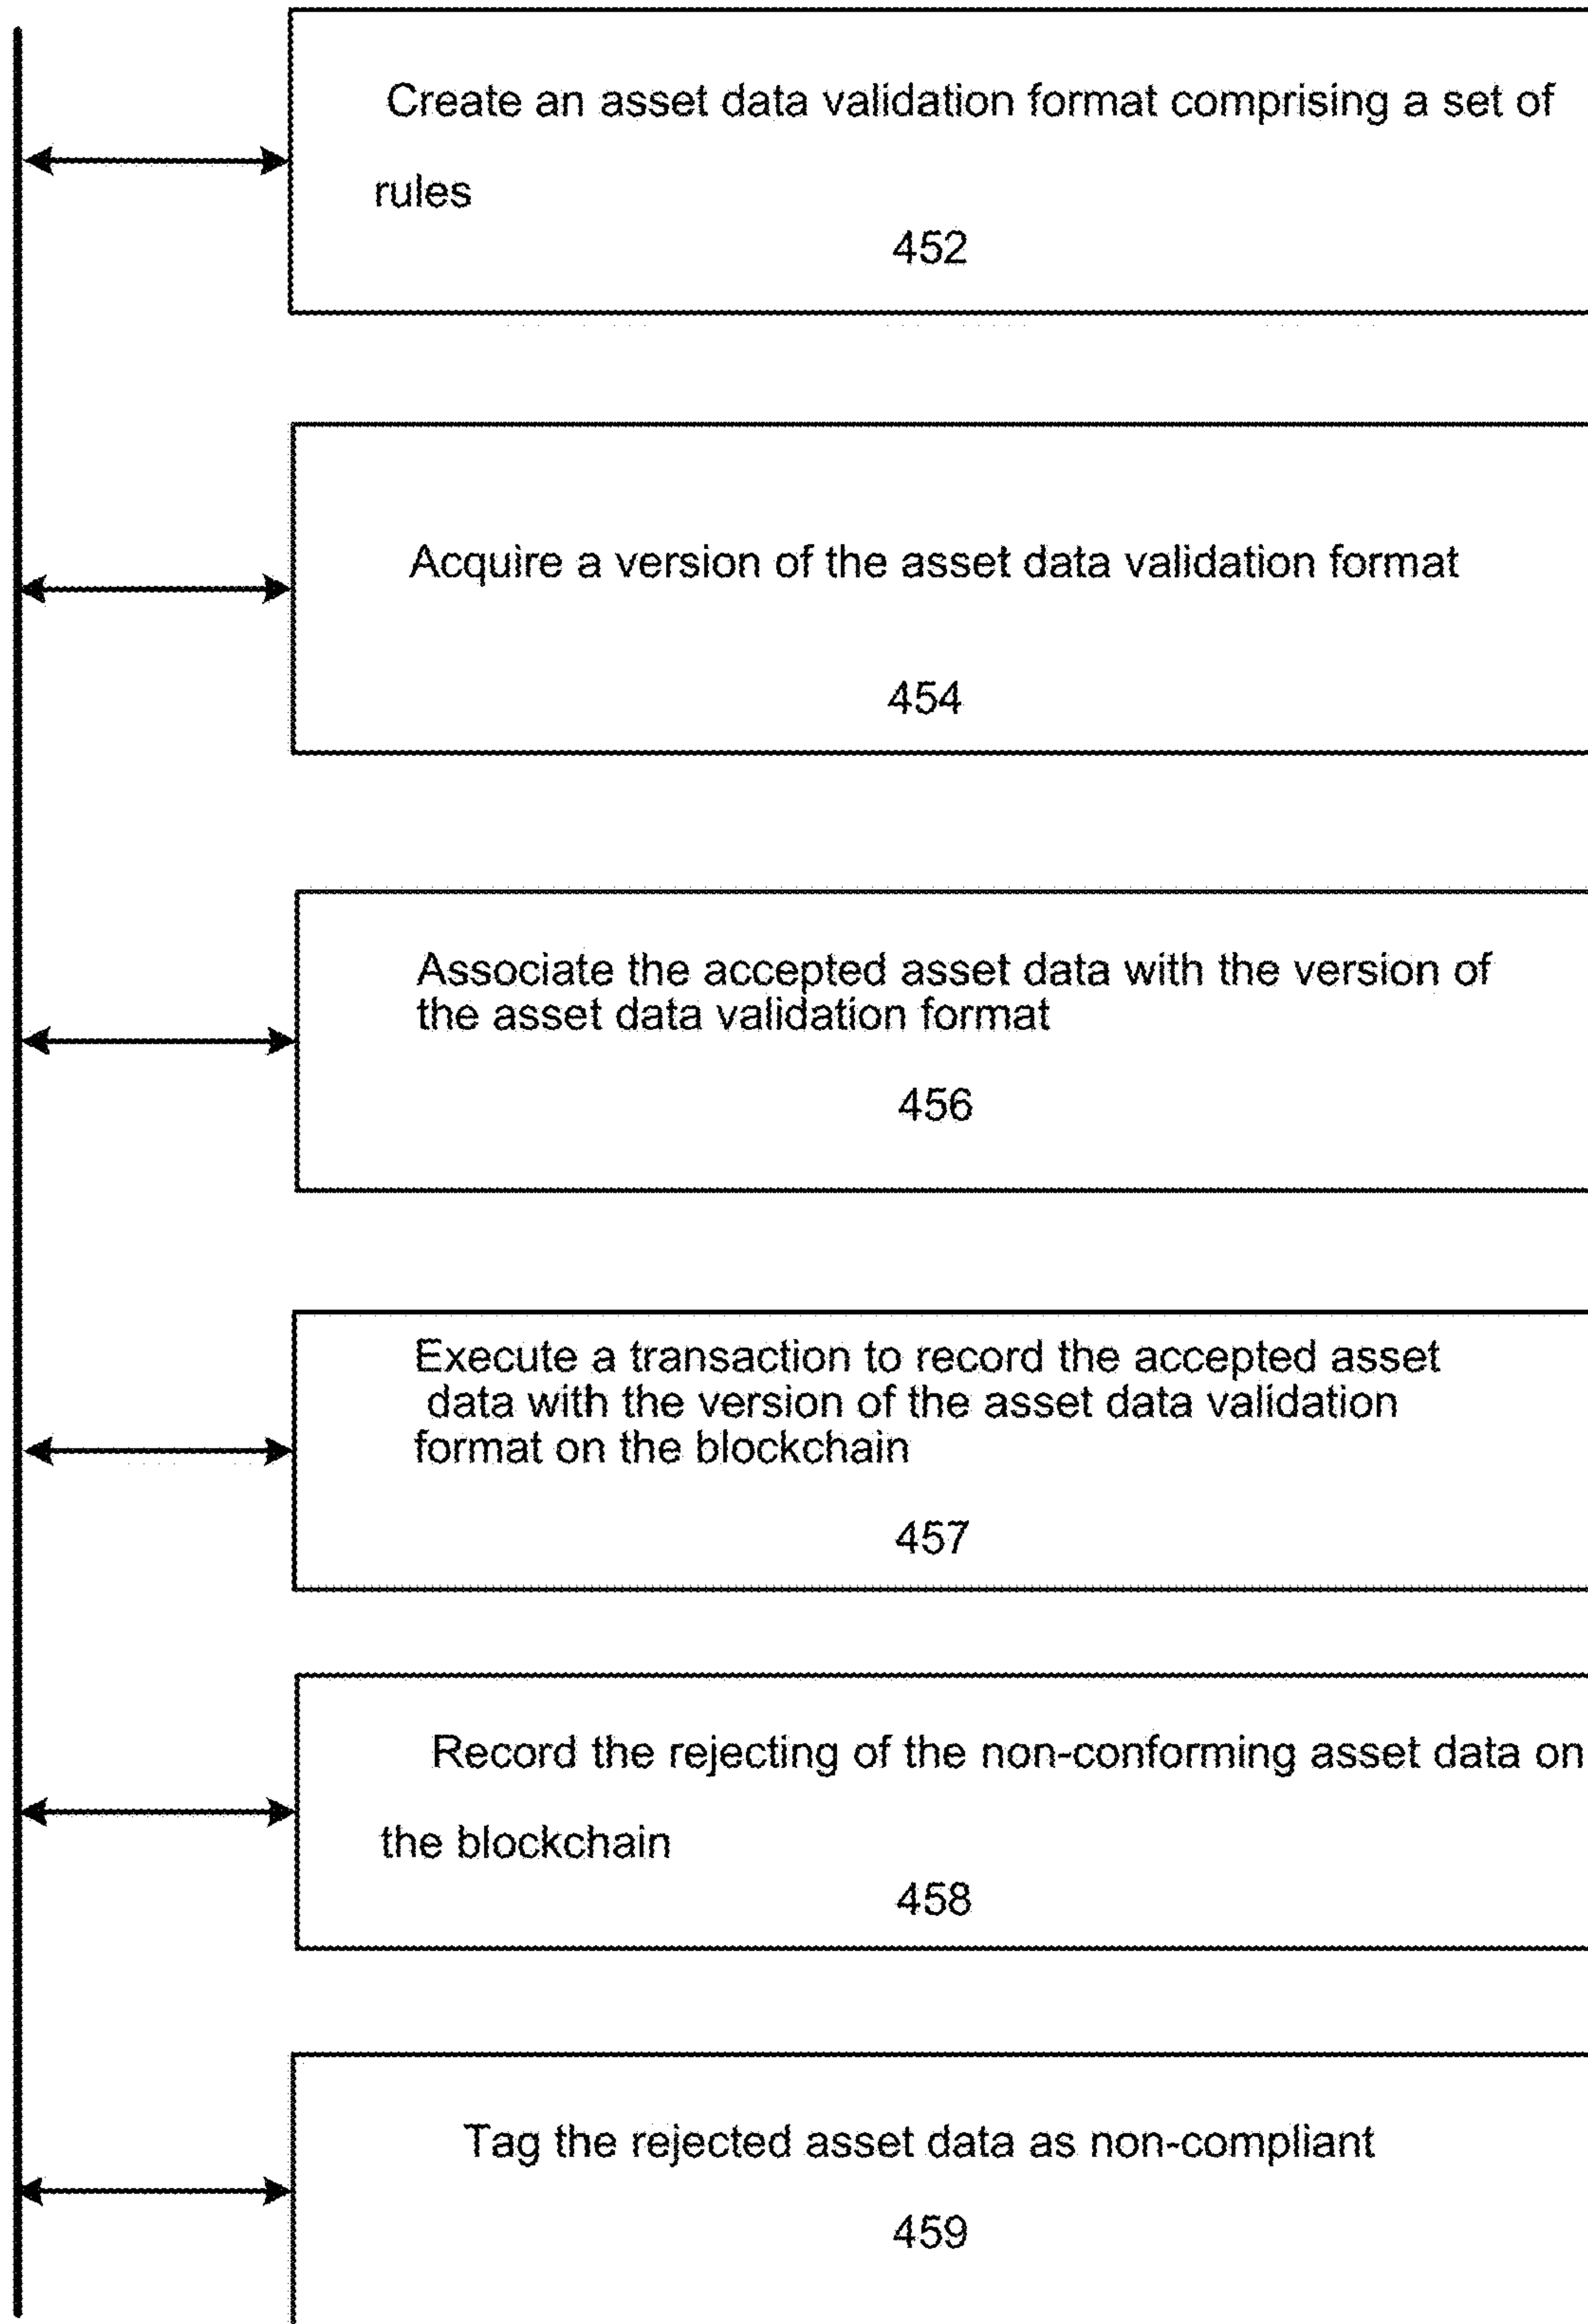 Create an asset data validation format comprising a set of
rules
452
Acquire a version of the asset data validation format
454
Associate the accepted asset data with the version of
the asset data validation format
456
Execute a transaction to record the accepted asset
data with the version of the asset data validation
format on the blockchain
457
Record the rejecting of the non-conforming asset data on
the blockchain
458
Tag the rejected asset data as non-compliant
459